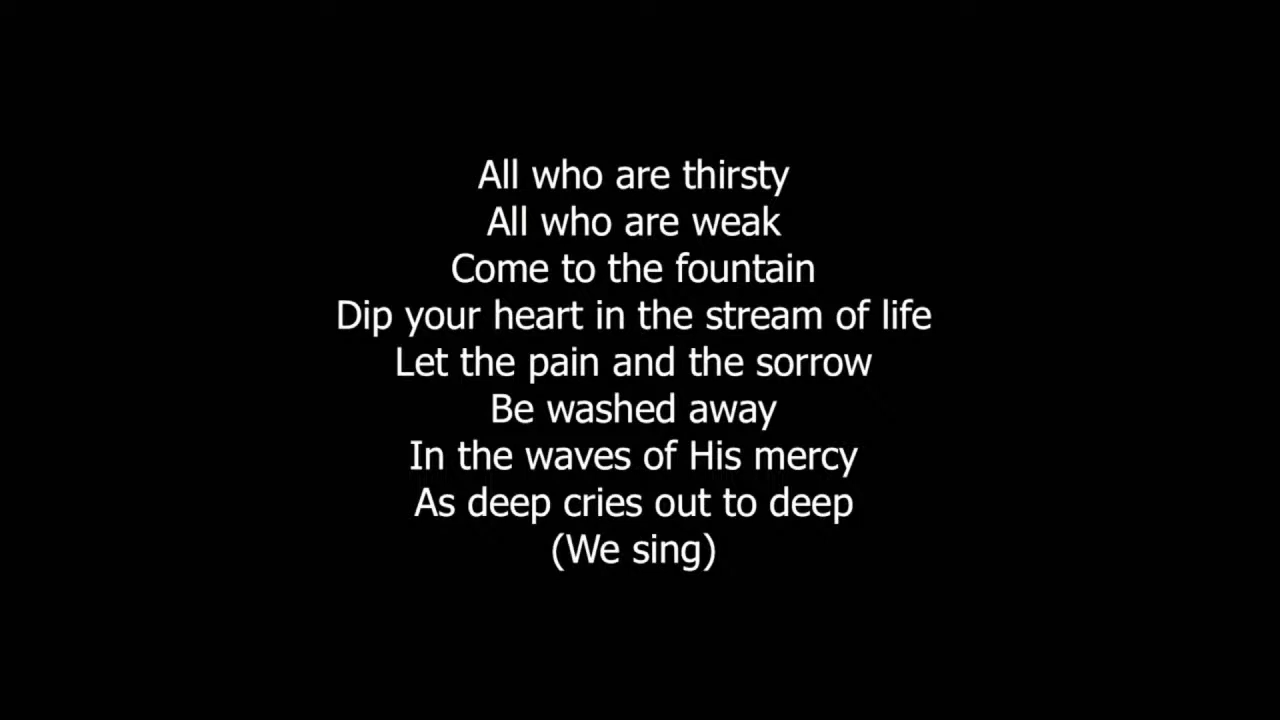 All who are thirsty
All who are weak
Come to the fountain
Dip your heart in the stream of life
Let the pain and the sorrow
Be washed away
In the waves of His mercy
As deep cries out to deep
(We sing)